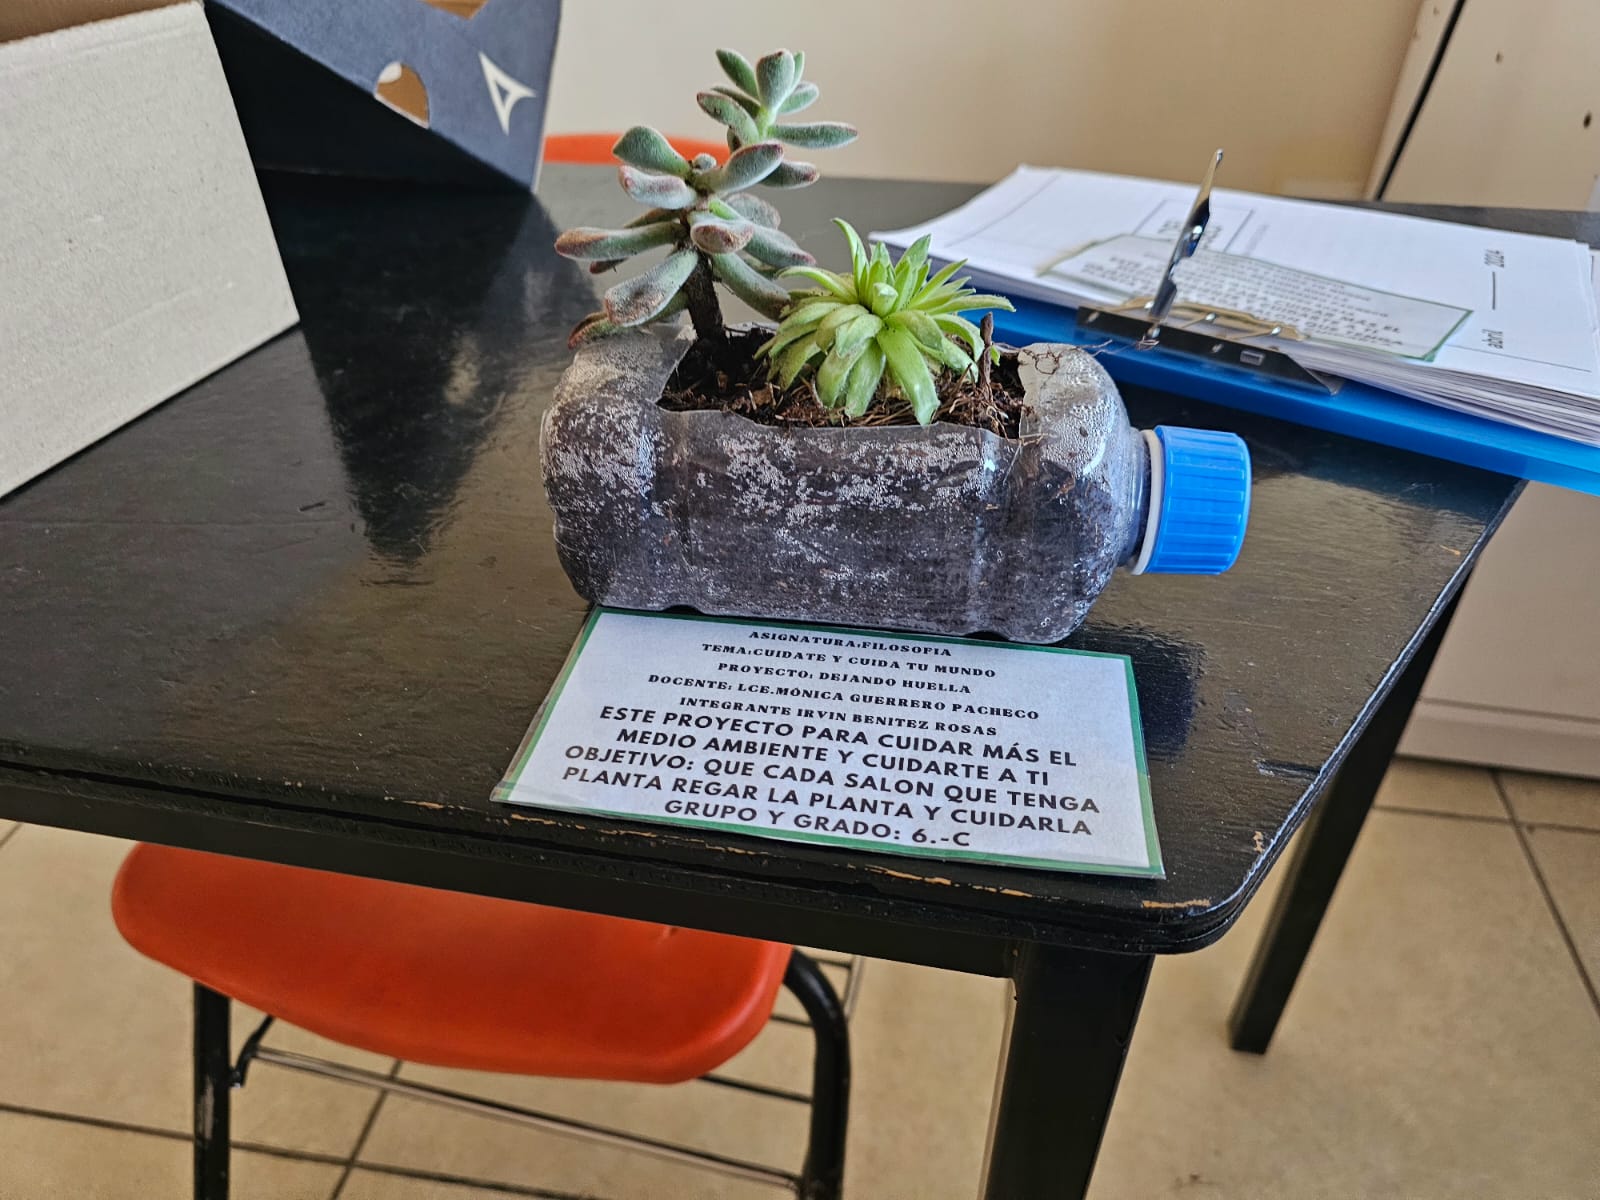 ASIGNATURA:FILOSOFIA
TEMA:CUIDATE Y CUIDA TU MUNDO
PROYECTO: DEJANDO HUELLA
DOCENTE: LCE.MÓNICA GUERRERO PACHECO
INTEGRANTE IRVIN BENITEZ ROSAS
ESTE PROYECTO PARA CUIDAR MÁS EL
MEDIO AMBIENTE Y CUIDARTE A TI
OBJETIVO: QUE CADA SALON QUE TENGA
PLANTA REGAR LA PLANTA Y CUIDARLA
GRUPO Y GRADO: 6.-C
abril